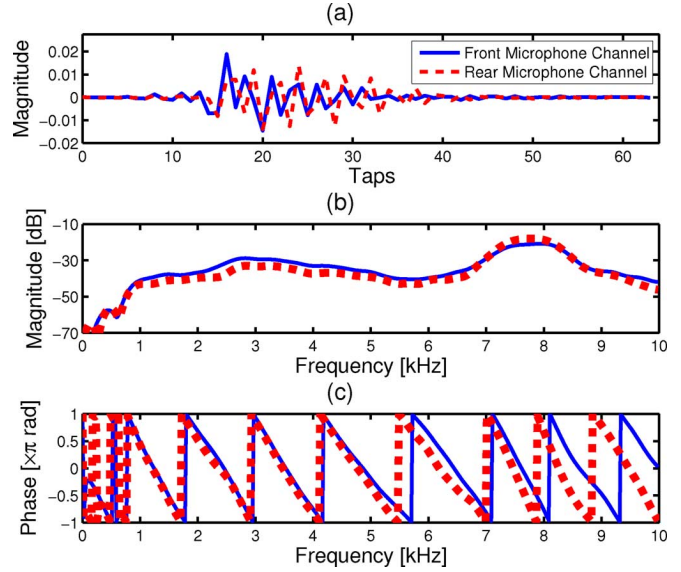 (a)
Magnitude
0.02
0.01
0
−0.01
−0.02
Front Microphone Channel
Rear Microphone Channel
0 10 20 30 40 50 60
Taps
(b)
Magnitude [dB]
−10
−30
−50
−70
0 1 2 3 4 5 6 7 8 9 10
Frequency [kHz]
(c)
Phase [×π rad]
1
0.5
0
−0.5
−1
0 1 2 3 4 5 6 7 8 9 10
Frequency [kHz]